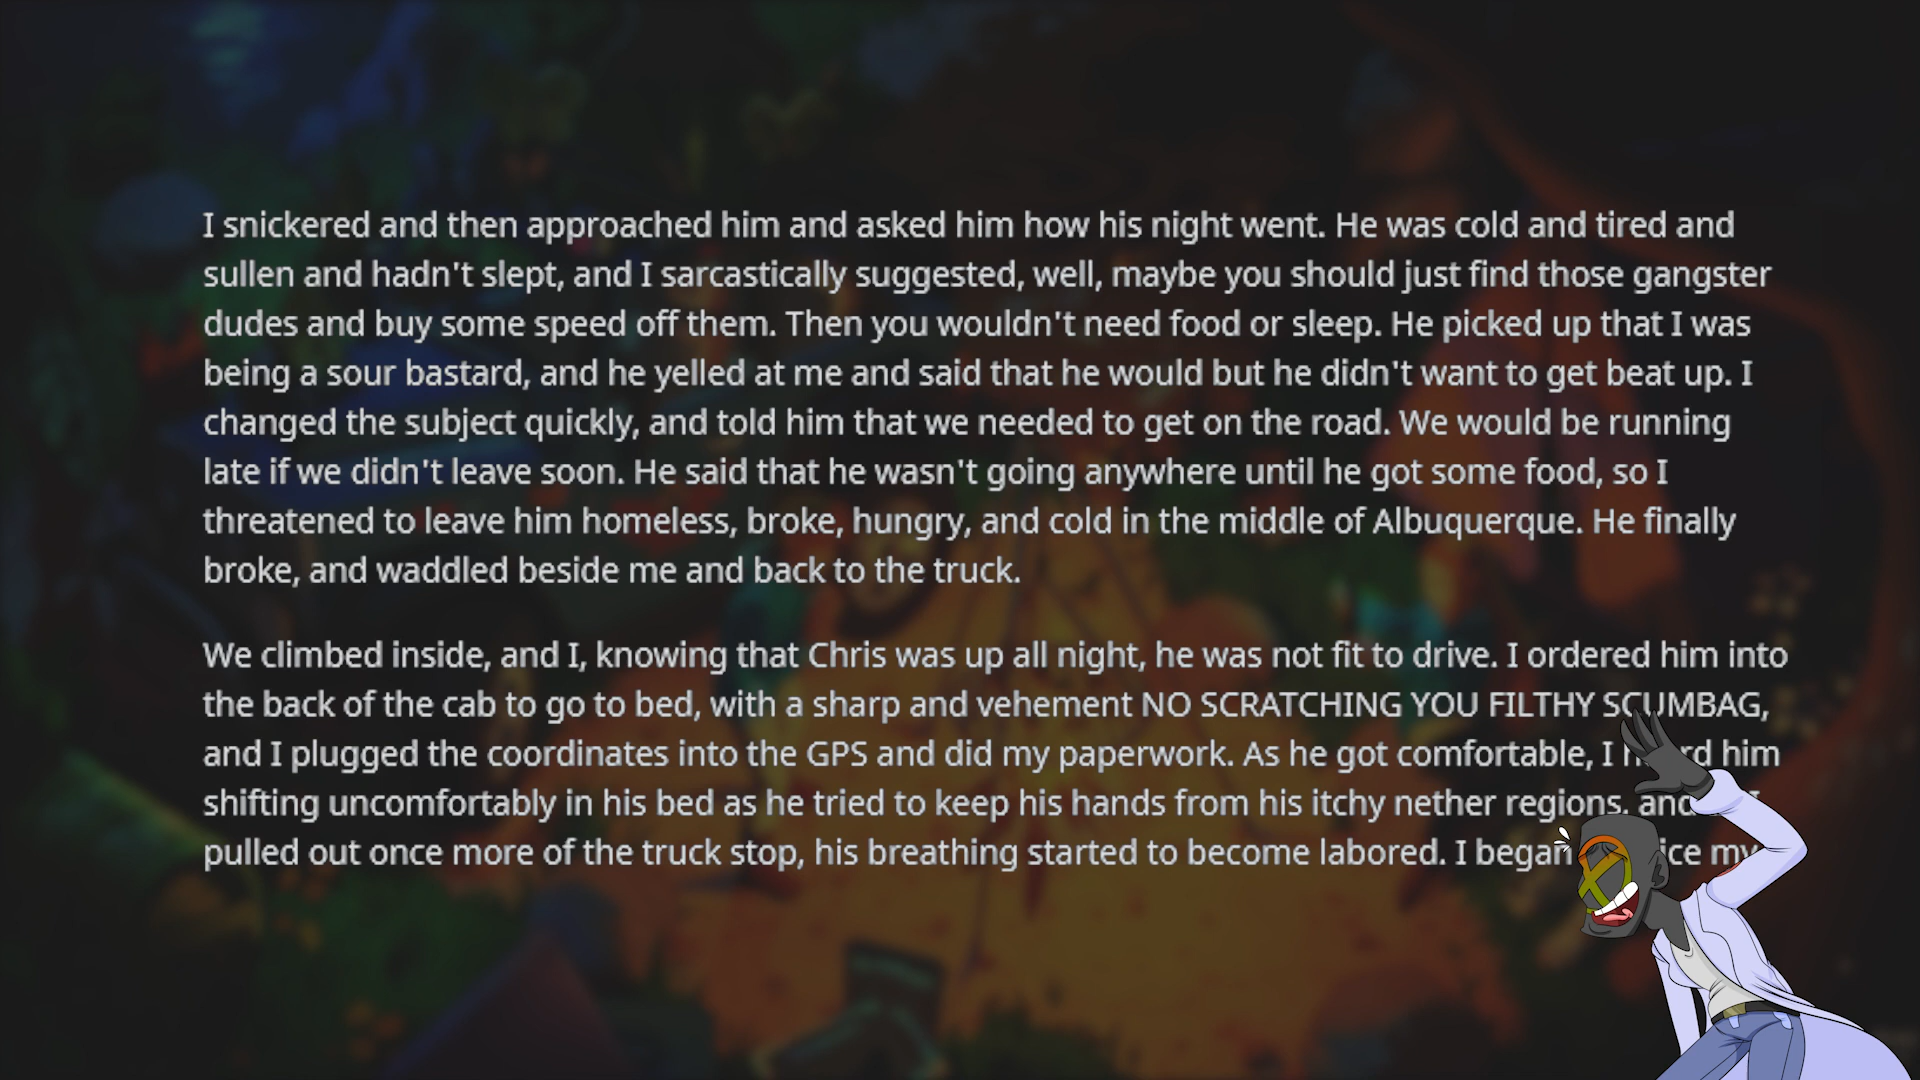 I snickered and then approached him and asked him how his night went. He was cold and tired and
sullen and hadn't slept, and I sarcastically suggested, well, maybe you should just find those gangster
dudes and buy some speed off them. Then you wouldn't need food or sleep. He picked up that I was
being a sour bastard, and he yelled at me and said that he would but he didn't want to get beat up. I
changed the subject quickly, and told him that we needed to get on the road. We would be running
late if we didn't leave soon. He said that he wasn't going anywhere until he got some food, so I
threatened to leave him homeless, broke, hungry, and cold in the middle of Albuquerque. He finally
broke, and waddled beside me and back to the truck.
We climbed inside, and I, knowing that Chris was up all night, he was not fit to drive. I ordered him into
the back of the cab to go to bed, with a sharp and vehement NO SCRATCHING YOU FILTHY SCUMBAG,
and I plugged the coordinates into the GPS and did my paperwork. As he got comfortable, I him
shifting uncomfortably in his bed as he tried to keep his hands from his itchy nether regions, and
pulled out once more of the truck stop, his breathing started to become labored. I began my